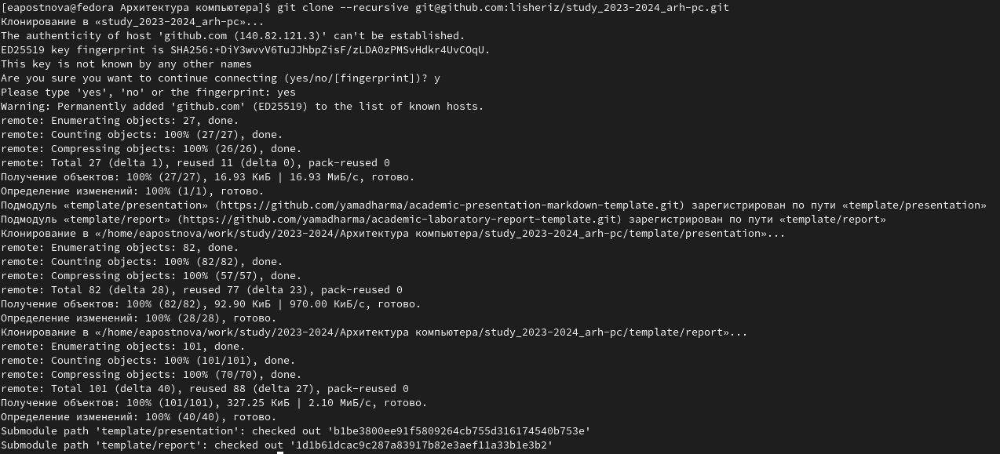 [eapostnova@fedora Архитектура компьютера]$ git clone --recursive git@github.com:lisheriz/study_2023-2024_arh-pc.git
Клонирование в «study_2023-2024_arh-pc»...
The authenticity of host 'github.com (140.82.121.3)' can't be established.
ED25519 key fingerprint is SHA256:+DiY3wvvV6TuJJhbpZisF/zLDA0zPMSvHdkr4UvCOqU.
This key is not known by any other names
Are you sure you want to continue connecting (yes/no/[fingerprint])? y
Please type 'yes', 'no' or the fingerprint: yes
Warning: Permanently added 'github.com' (ED25519) to the list of known hosts.
remote: Enumerating objects: 27, done.
remote: Counting objects: 100% (27/27), done.
remote: Compressing objects: 100% (26/26), done.
remote: Total 27 (delta 1), reused 11 (delta 0), pack-reused 0
Получение объектов: 100% (27/27), 16.93 КиБ | 16.93 МиБ/с, готово.
Определение изменений: 100% (1/1), готово.
Подмодуль «template/presentation» (https://github.com/yamadharma/academic-presentation-markdown-template.git) зарегистрирован по пути «template/presentation»
Подмодуль «template/report» (https://github.com/yamadharma/academic-laboratory-report-template.git) зарегистрирован по пути «template/report»
Клонирование в «/home/eapostnova/work/study/2023-2024/Архитектура компьютера/study_2023-2024_arh-pc/template/presentation»...
remote: Enumerating objects: 82, done.
remote: Counting objects: 100% (82/82), done.
remote: Compressing objects: 100% (57/57), done.
remote: Total 82 (delta 28), reused 77 (delta 23), pack-reused 0
Получение объектов: 100% (82/82), 92.90 КиБ | 970.00 КиБ/с, готово.
Определение изменений: 100% (28/28), готово.
Клонирование в «/home/eapostnova/work/study/2023-2024/Архитектура компьютера/study_2023-2024_arh-pc/template/report»...
remote: Enumerating objects: 101, done.
remote: Counting objects: 100% (101/101), done.
remote: Compressing objects: 100% (70/70), done.
remote: Total 101 (delta 40), reused 88 (delta 27), pack-reused 0
Получение объектов: 100% (101/101), 327.25 КиБ | 2.10 МиБ/с, готово.
Определение изменений: 100% (40/40), готово.
Submodule path 'template/presentation': checked out 'b1be3800ee91f5809264cb755d316174540b753e'
Submodule path 'template/report': checked out '1d1b61dcac9c287a83917b82e3aef11a33b1e3b2'